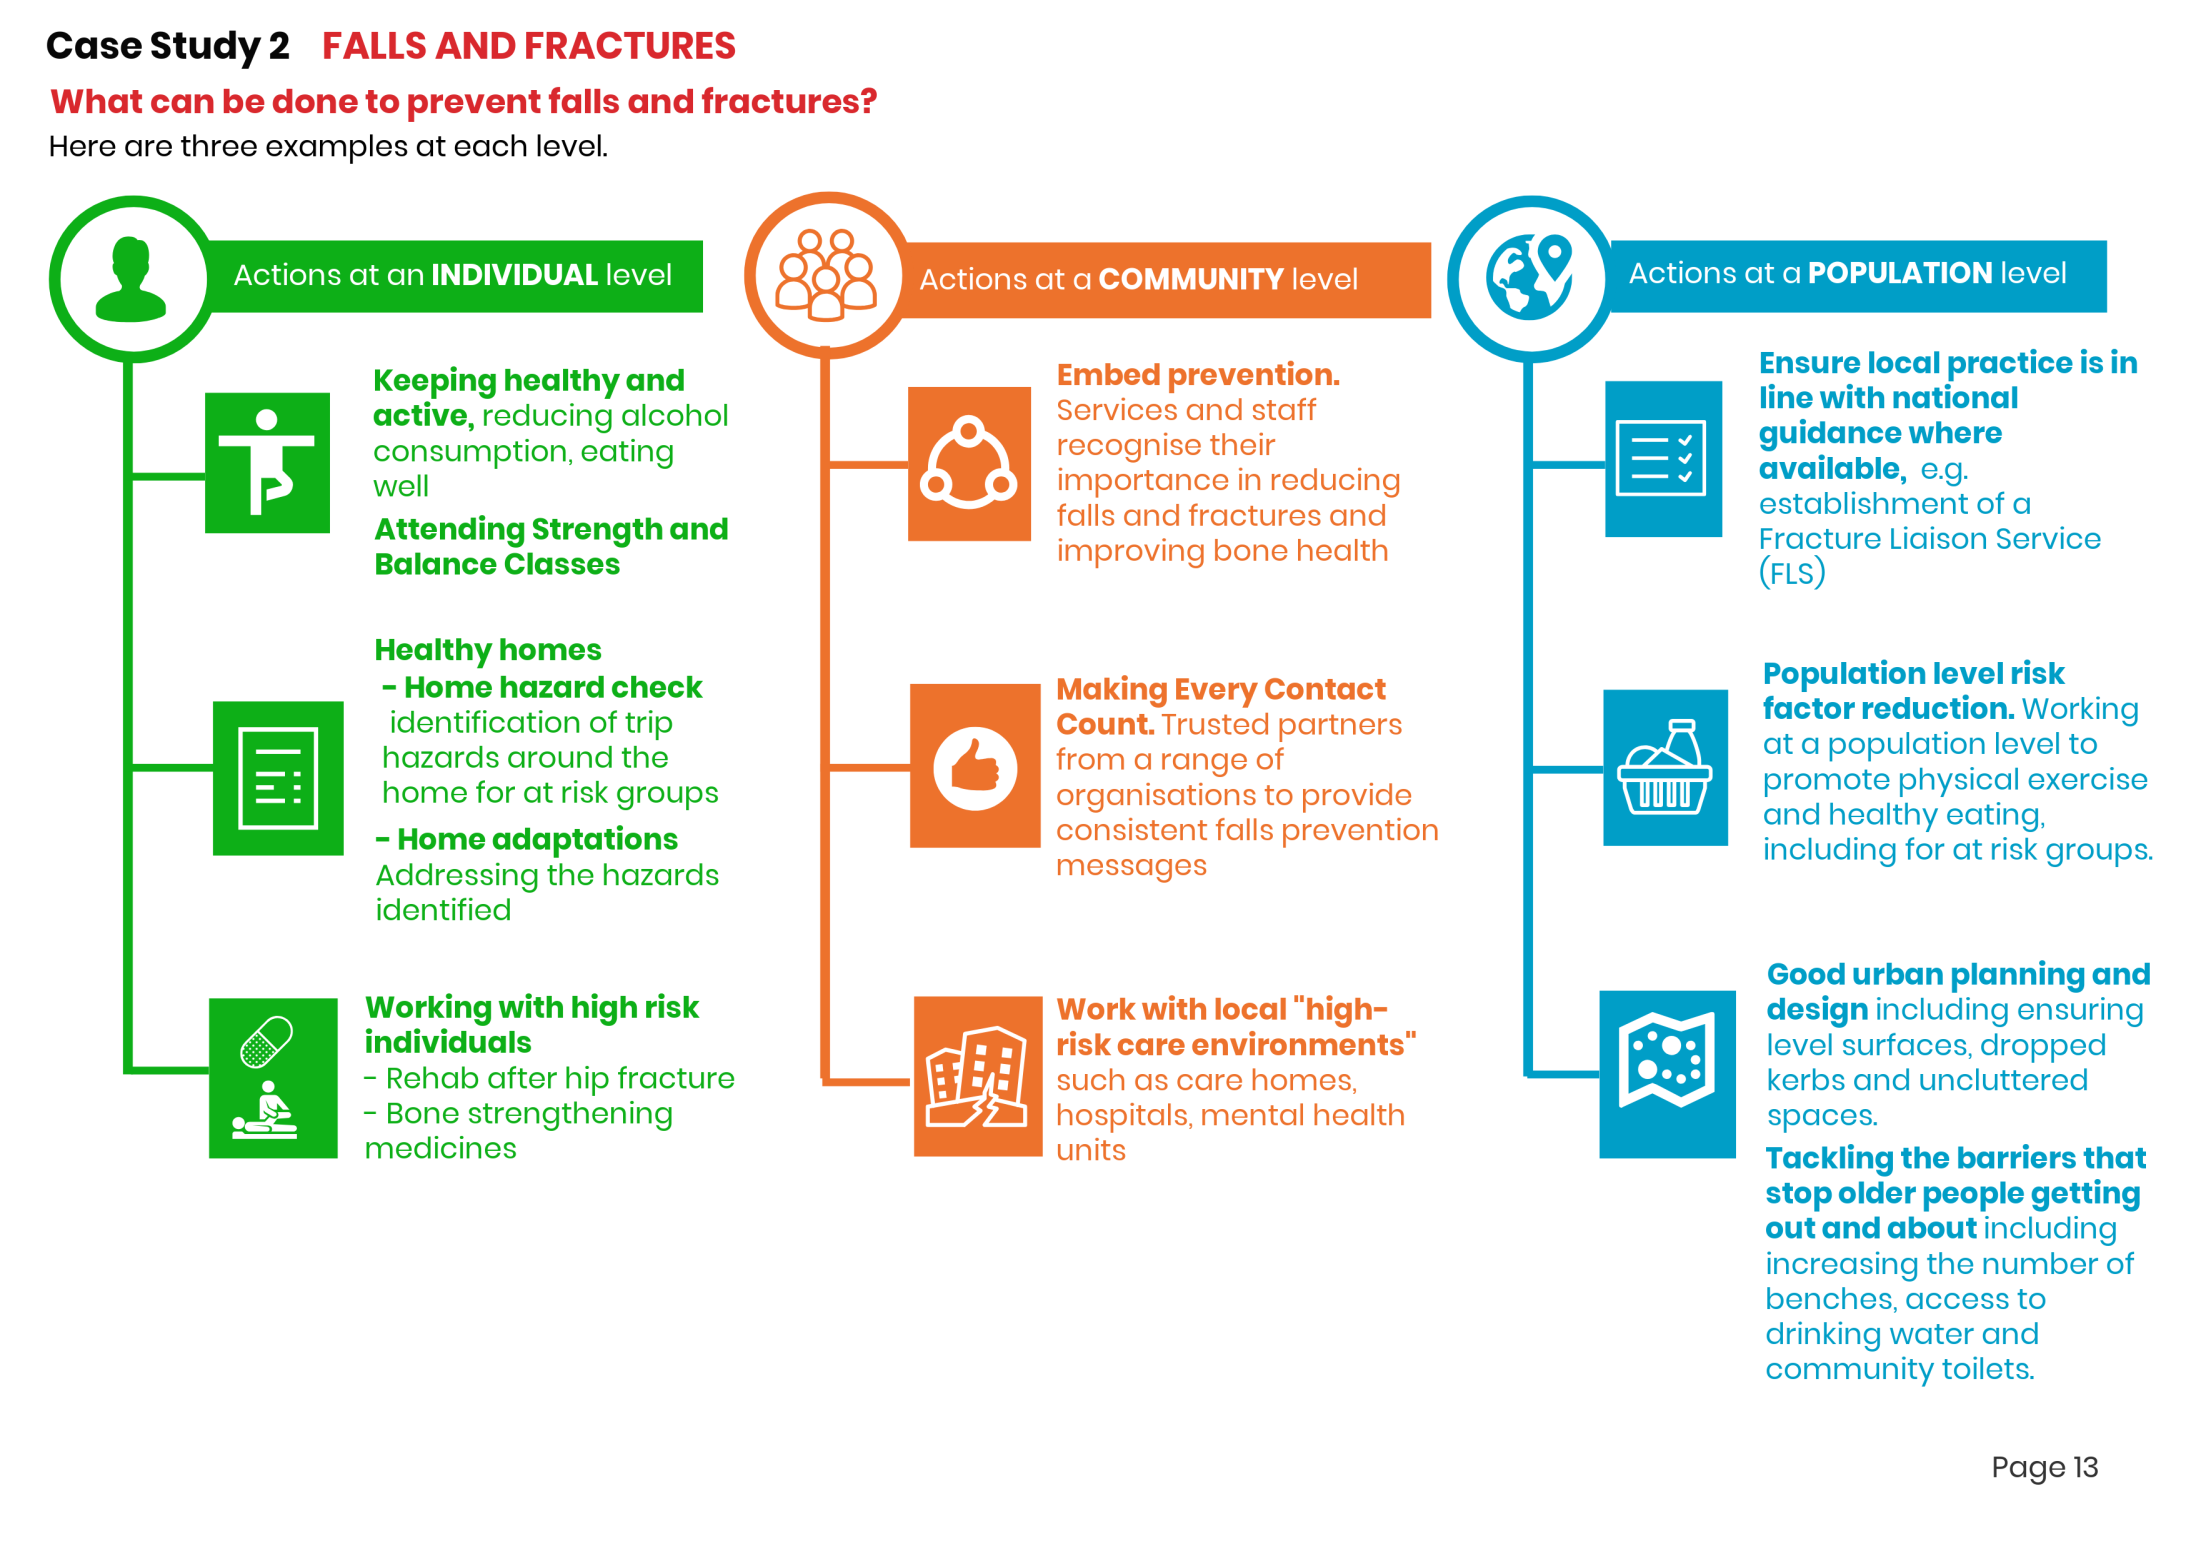 Case Study 2 FALLS AND FRACTURES
What can be done to prevent falls and fractures?
Here are three examples at each level.
Actions at an INDIVIDUAL level
Keeping healthy and
active, reducing alcohol
consumption, eating
well
Attending Strength and
Balance Classes
Healthy homes
- Home hazard check
identification of trip
hazards around the
home for at risk groups
- Home adaptations
Addressing the hazards
identified
Working with high risk
individuals
- Rehab after hip fracture
- Bone strengthening
medicines
Actions at a COMMUNITY level
Embed prevention.
Services and staff
recognise their
importance in reducing
falls and fractures and
improving bone health
Making Every Contact
Count. Trusted partners
from a range of
organisations to provide
consistent falls prevention
messages
Work with local "high-
risk care environments"
such as care homes,
hospitals, mental health
units
Actions at a POPULATION level
Ensure local practice is in
line with national
guidance where
available, e.g.
establishment of a
Fracture Liaison Service
(FLS)
Population level risk
factor reduction. Working
at a population level to
promote physical exercise
and healthy eating,
including for at risk groups.
Good urban planning and
design including ensuring
level surfaces, dropped
kerbs and uncluttered
spaces.
Tackling the barriers that
stop older people getting
out and about including
increasing the number of
benches, access to
drinking water and
community toilets.
Page 13